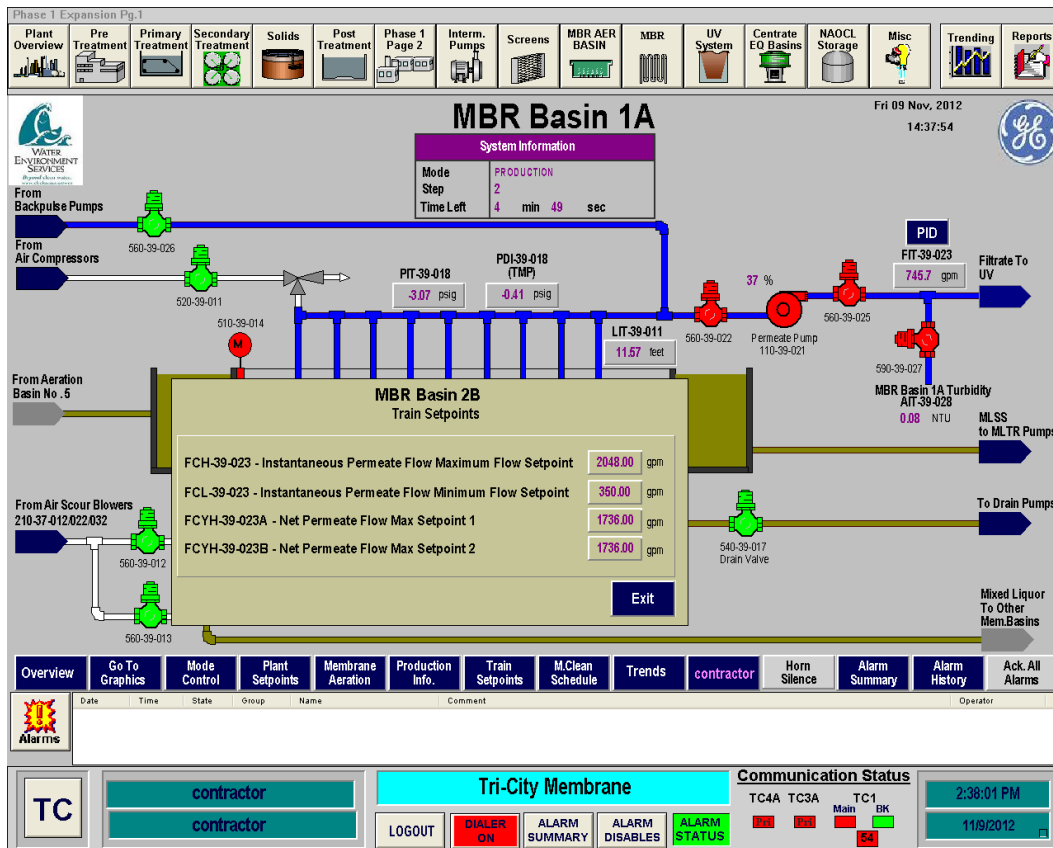 Phase 1 Expansion Pg.1
Plant Overview
Pre Treatment
Primary Treatment
Secondary Treatment
Solids
Post Treatment
Phase 1 Page 2
Interm. Pumps
Screens
MBR AER BASIN
MBR
UV System
Centrate EQ Basins
NAOCL Storage
Misc
Trending
Reports
WATER
ENVIRONMENT
SERVICES
MBR Basin 1A
Fri 09 Nov, 2012
14:37:54
System Information
Mode PRODUCTION
Step 2
Time Left 4 min 49 sec
From
Backpulse Pumps
560-39-026
From
Air Compressors
520-39-011
PIT-39-018
-3.07 psig
PDI-39-018
(TMP)
-0.41 psig
510-39-014
M
LIT-39-011
11.57 feet
560-39-022
37 %
Permeate Pump
110-39-021
560-39-025
PID
FIT-39-023
745.7 gpm
Filtrate To
UV
590-39-027
MBR Basin 1A Turbidity
AIT-39-028
0.08 NTU
From Aeration
Basin No .5
MLSS
to MLTR Pumps
MBR Basin 2B
Train Setpoints
FCH-39-023 - Instantaneous Permeate Flow Maximum Flow Setpoint 2048.00 gpm
FCL-39-023 - Instantaneous Permeate Flow Minimum Flow Setpoint 350.00 gpm
FCYH-39-023A - Net Permeate Flow Max Setpoint 1 1736.00 gpm
FCYH-39-023B - Net Permeate Flow Max Setpoint 2 1736.00 gpm
Exit
From Air Scour Blowers
210-37-012/022/032
560-39-012
560-39-013
To Drain Pumps
540-39-017
Drain Valve
Mixed Liquor
To Other
Mem.Basins
Overview
Go To Graphics
Mode Control
Plant Setpoints
Membrane Aeration
Production Info.
Train Setpoints
M.Clean Schedule
Trends
contractor
Horn Silence
Alarm Summary
Alarm History
Ack. All Alarms
Alarms
Date Time State Group Name Comment Operator
TC
contractor
contractor
Tri-City Membrane
LOGOUT
DIALER ON
ALARM SUMMARY
ALARM DISABLES
ALARM STATUS
Communication Status
TC4A TC3A TC1
Main BK
Pri Pri
54
2:38:01 PM
11/9/2012